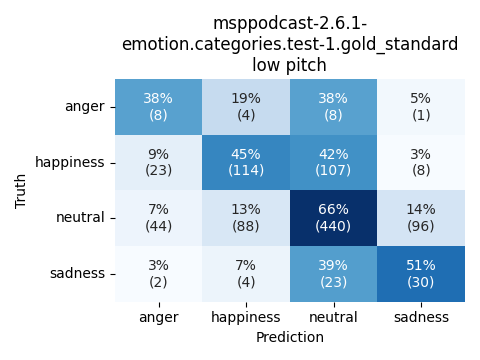 msppodcast-2.6.1-
emotion.categories.test-1.gold_standard
low pitch
Truth
anger
38% 19% 38% 5%
(8) (4) (8) (1)
happiness
9% 45% 42% 3%
(23) (114) (107) (8)
neutral
7% 13% 66% 14%
(44) (88) (440) (96)
sadness
3% 7% 39% 51%
(2) (4) (23) (30)
anger happiness neutral sadness
Prediction